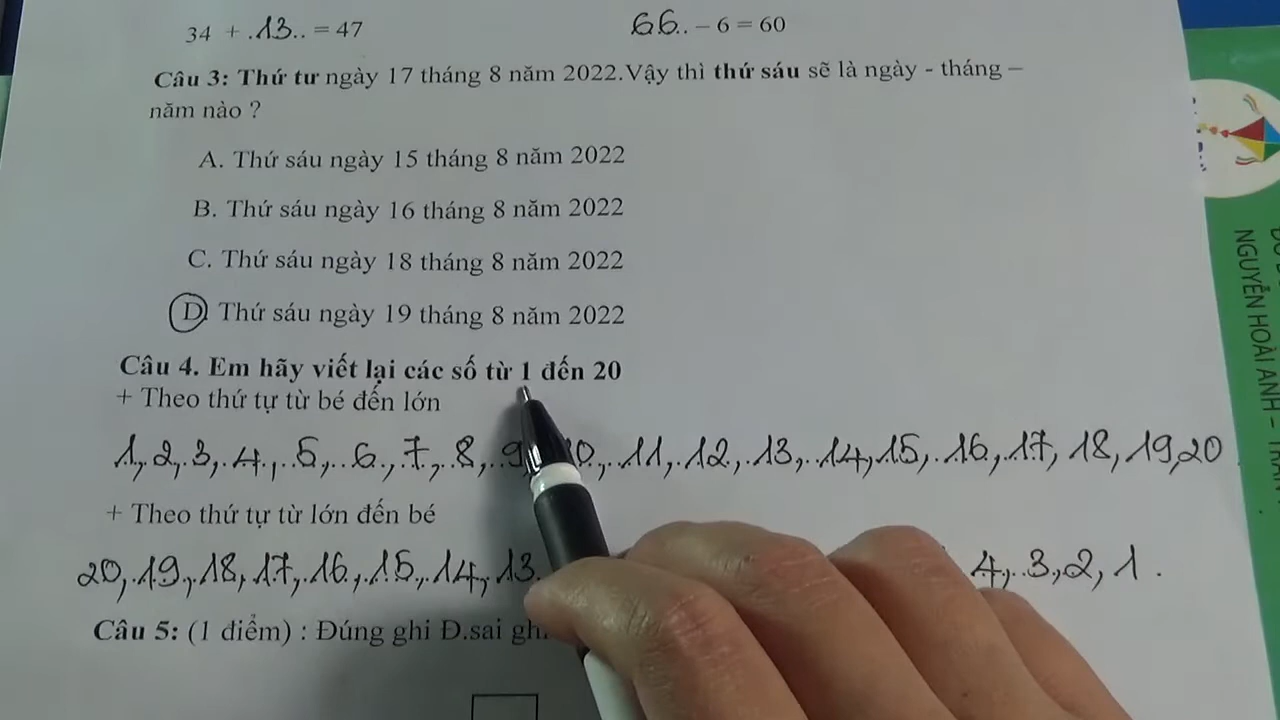 34 + .13.. = 47
66.. – 6 = 60
Câu 3: Thứ tư ngày 17 tháng 8 năm 2022.Vậy thì thứ sáu sẽ là ngày - tháng –
năm nào ?
A. Thứ sáu ngày 15 tháng 8 năm 2022
B. Thứ sáu ngày 16 tháng 8 năm 2022
C. Thứ sáu ngày 18 tháng 8 năm 2022
D. Thứ sáu ngày 19 tháng 8 năm 2022
Câu 4. Em hãy viết lại các số từ 1 đến 20
+ Theo thứ tự từ bé đến lớn
1, 2, 3, 4, 5, 6, 7, 8, 9, 10, 11, 12, 13, 14, 15, 16, 17, 18, 19, 20
+ Theo thứ tự từ lớn đến bé
20, 19, 18, 17, 16, 15, 14, 13 4, 3, 2, 1 .
Câu 5: (1 điểm) : Đúng ghi Đ.sai ghi
NGUYỄN HOÀI ANH –